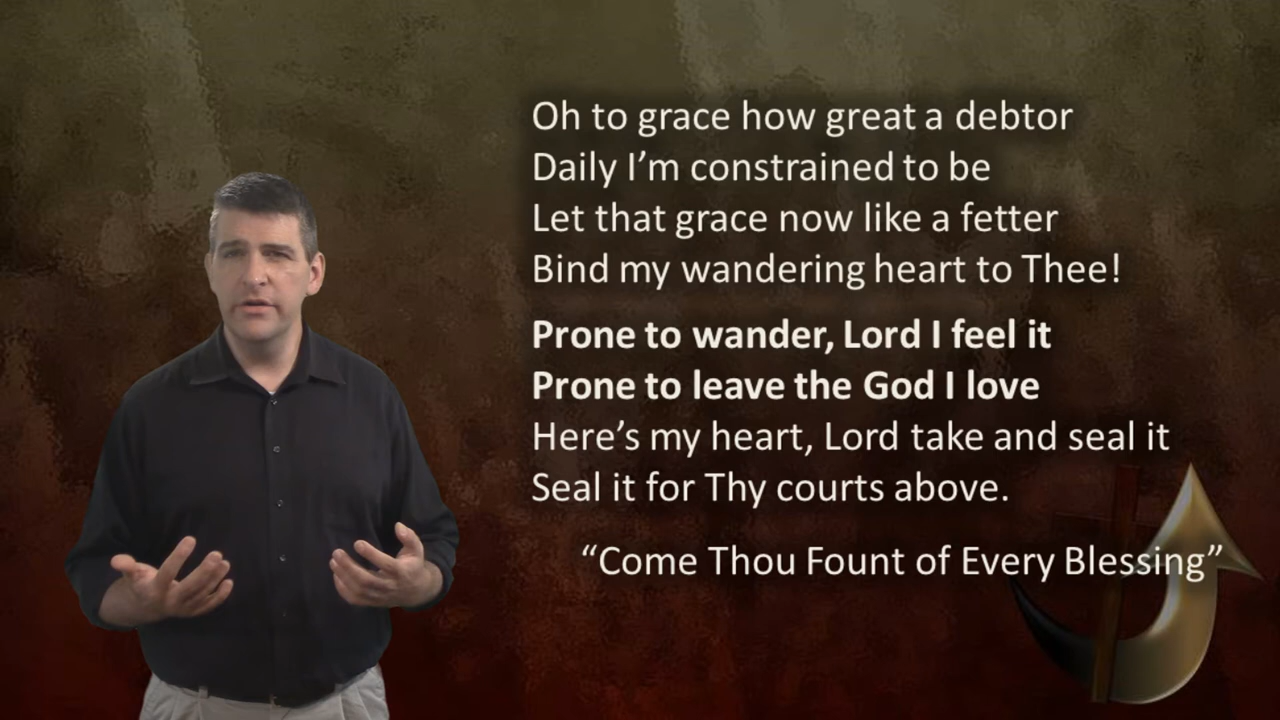 Oh to grace how great a debtor
Daily I’m constrained to be
Let that grace now like a fetter
Bind my wandering heart to Thee!
Prone to wander, Lord I feel it
Prone to leave the God I love
Here’s my heart, Lord take and seal it
Seal it for Thy courts above.
“Come Thou Fount of Every Blessing”